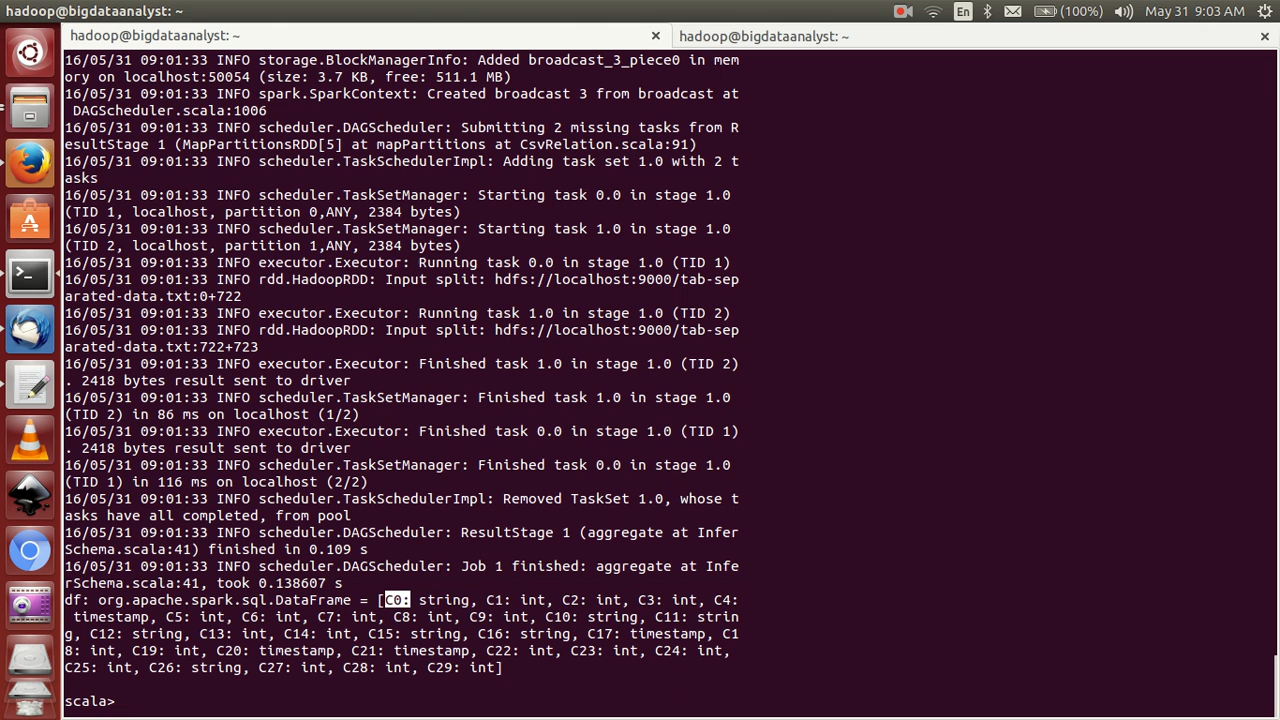 hadoop@bigdataanalyst: ~
En
(100%)
May 31 9:03 AM
hadoop@bigdataanalyst: ~
hadoop@bigdataanalyst: ~
16/05/31 09:01:33 INFO storage.BlockManagerInfo: Added broadcast_3_piece0 in mem
ory on localhost:50054 (size: 3.7 KB, free: 511.1 MB)
16/05/31 09:01:33 INFO spark.SparkContext: Created broadcast 3 from broadcast at
 DAGScheduler.scala:1006
16/05/31 09:01:33 INFO scheduler.DAGScheduler: Submitting 2 missing tasks from R
esultStage 1 (MapPartitionsRDD[5] at mapPartitions at CsvRelation.scala:91)
16/05/31 09:01:33 INFO scheduler.TaskSchedulerImpl: Adding task set 1.0 with 2 t
asks
16/05/31 09:01:33 INFO scheduler.TaskSetManager: Starting task 0.0 in stage 1.0
(TID 1, localhost, partition 0,ANY, 2384 bytes)
16/05/31 09:01:33 INFO scheduler.TaskSetManager: Starting task 1.0 in stage 1.0
(TID 2, localhost, partition 1,ANY, 2384 bytes)
16/05/31 09:01:33 INFO executor.Executor: Running task 0.0 in stage 1.0 (TID 1)
16/05/31 09:01:33 INFO rdd.HadoopRDD: Input split: hdfs://localhost:9000/tab-sep
arated-data.txt:0+722
16/05/31 09:01:33 INFO executor.Executor: Running task 1.0 in stage 1.0 (TID 2)
16/05/31 09:01:33 INFO rdd.HadoopRDD: Input split: hdfs://localhost:9000/tab-sep
arated-data.txt:722+723
16/05/31 09:01:33 INFO executor.Executor: Finished task 1.0 in stage 1.0 (TID 2)
. 2418 bytes result sent to driver
16/05/31 09:01:33 INFO scheduler.TaskSetManager: Finished task 1.0 in stage 1.0
(TID 2) in 86 ms on localhost (1/2)
16/05/31 09:01:33 INFO executor.Executor: Finished task 0.0 in stage 1.0 (TID 1)
. 2418 bytes result sent to driver
16/05/31 09:01:33 INFO scheduler.TaskSetManager: Finished task 0.0 in stage 1.0
(TID 1) in 116 ms on localhost (2/2)
16/05/31 09:01:33 INFO scheduler.TaskSchedulerImpl: Removed TaskSet 1.0, whose t
asks have all completed, from pool
16/05/31 09:01:33 INFO scheduler.DAGScheduler: ResultStage 1 (aggregate at Infer
Schema.scala:41) finished in 0.109 s
16/05/31 09:01:33 INFO scheduler.DAGScheduler: Job 1 finished: aggregate at Infe
rSchema.scala:41, took 0.138607 s
df: org.apache.spark.sql.DataFrame = [C0: string, C1: int, C2: int, C3: int, C4:
 timestamp, C5: int, C6: int, C7: int, C8: int, C9: int, C10: string, C11: strin
g, C12: string, C13: int, C14: int, C15: string, C16: string, C17: timestamp, C1
8: int, C19: int, C20: timestamp, C21: timestamp, C22: int, C23: int, C24: int,
C25: int, C26: string, C27: int, C28: int, C29: int]
scala>